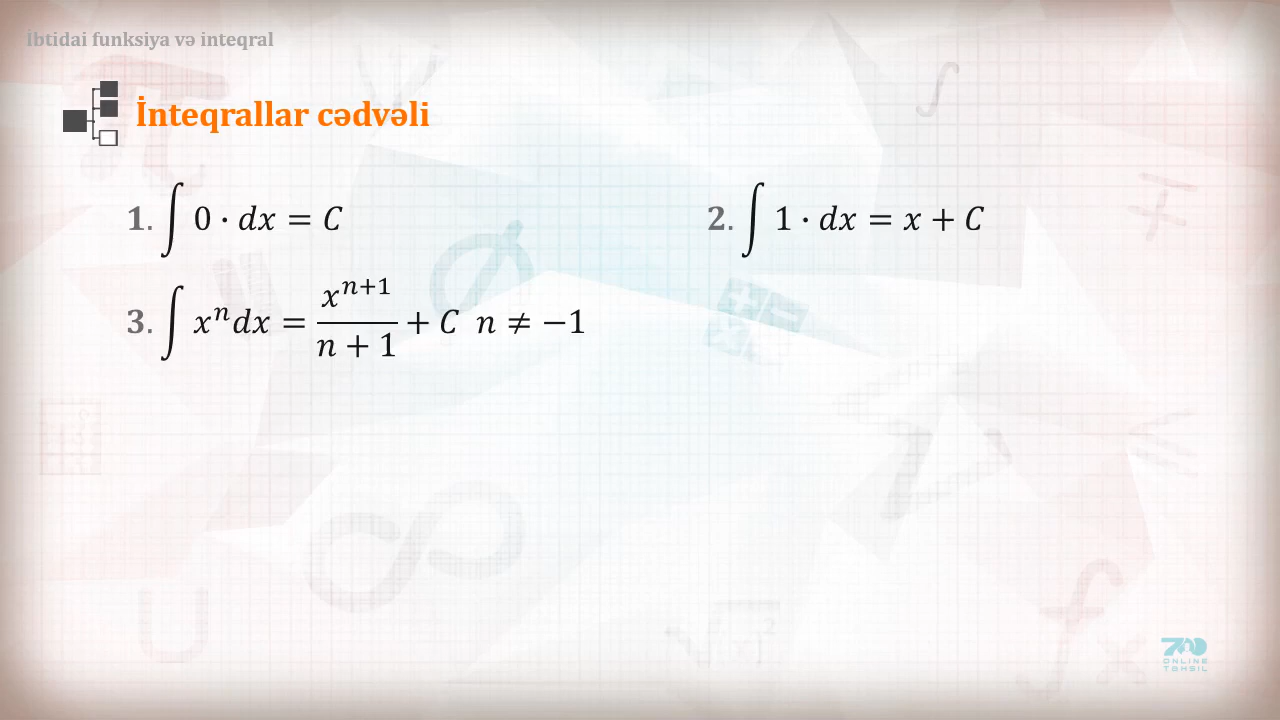 İbtidai funksiya və inteqral
İnteqrallar cədvəli
1. ∫ 0 · dx = C
2. ∫ 1 · dx = x + C
3. ∫ xⁿdx = xⁿ⁺¹/(n + 1) + C n ≠ −1
700
ONLINE
TƏHSİL